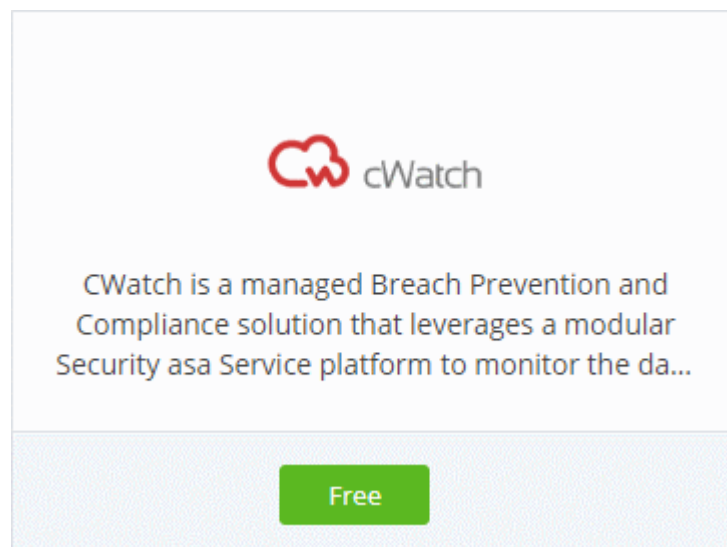 cWatch
CWatch is a managed Breach Prevention and
Compliance solution that leverages a modular
Security asa Service platform to monitor the da...
Free